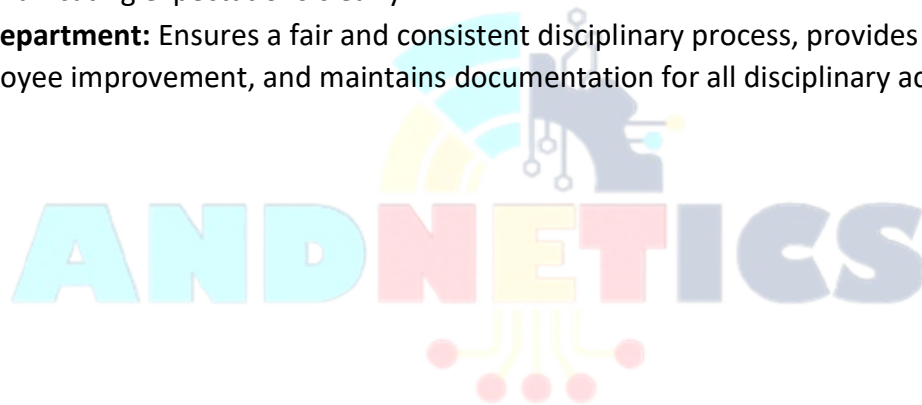 epartment: Ensures a fair and consistent disciplinary process, provides
oyee improvement, and maintains documentation for all disciplinary ac
ANDNETICS